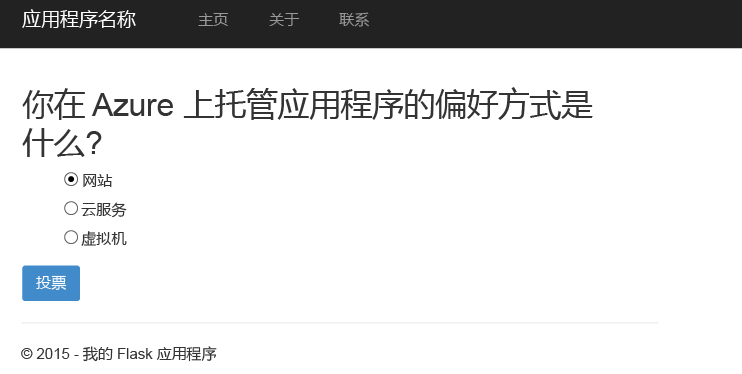 应用程序名称 主页 关于 联系
你在 Azure 上托管应用程序的偏好方式是
什么?
网站
云服务
虚拟机
投票
© 2015 - 我的 Flask 应用程序